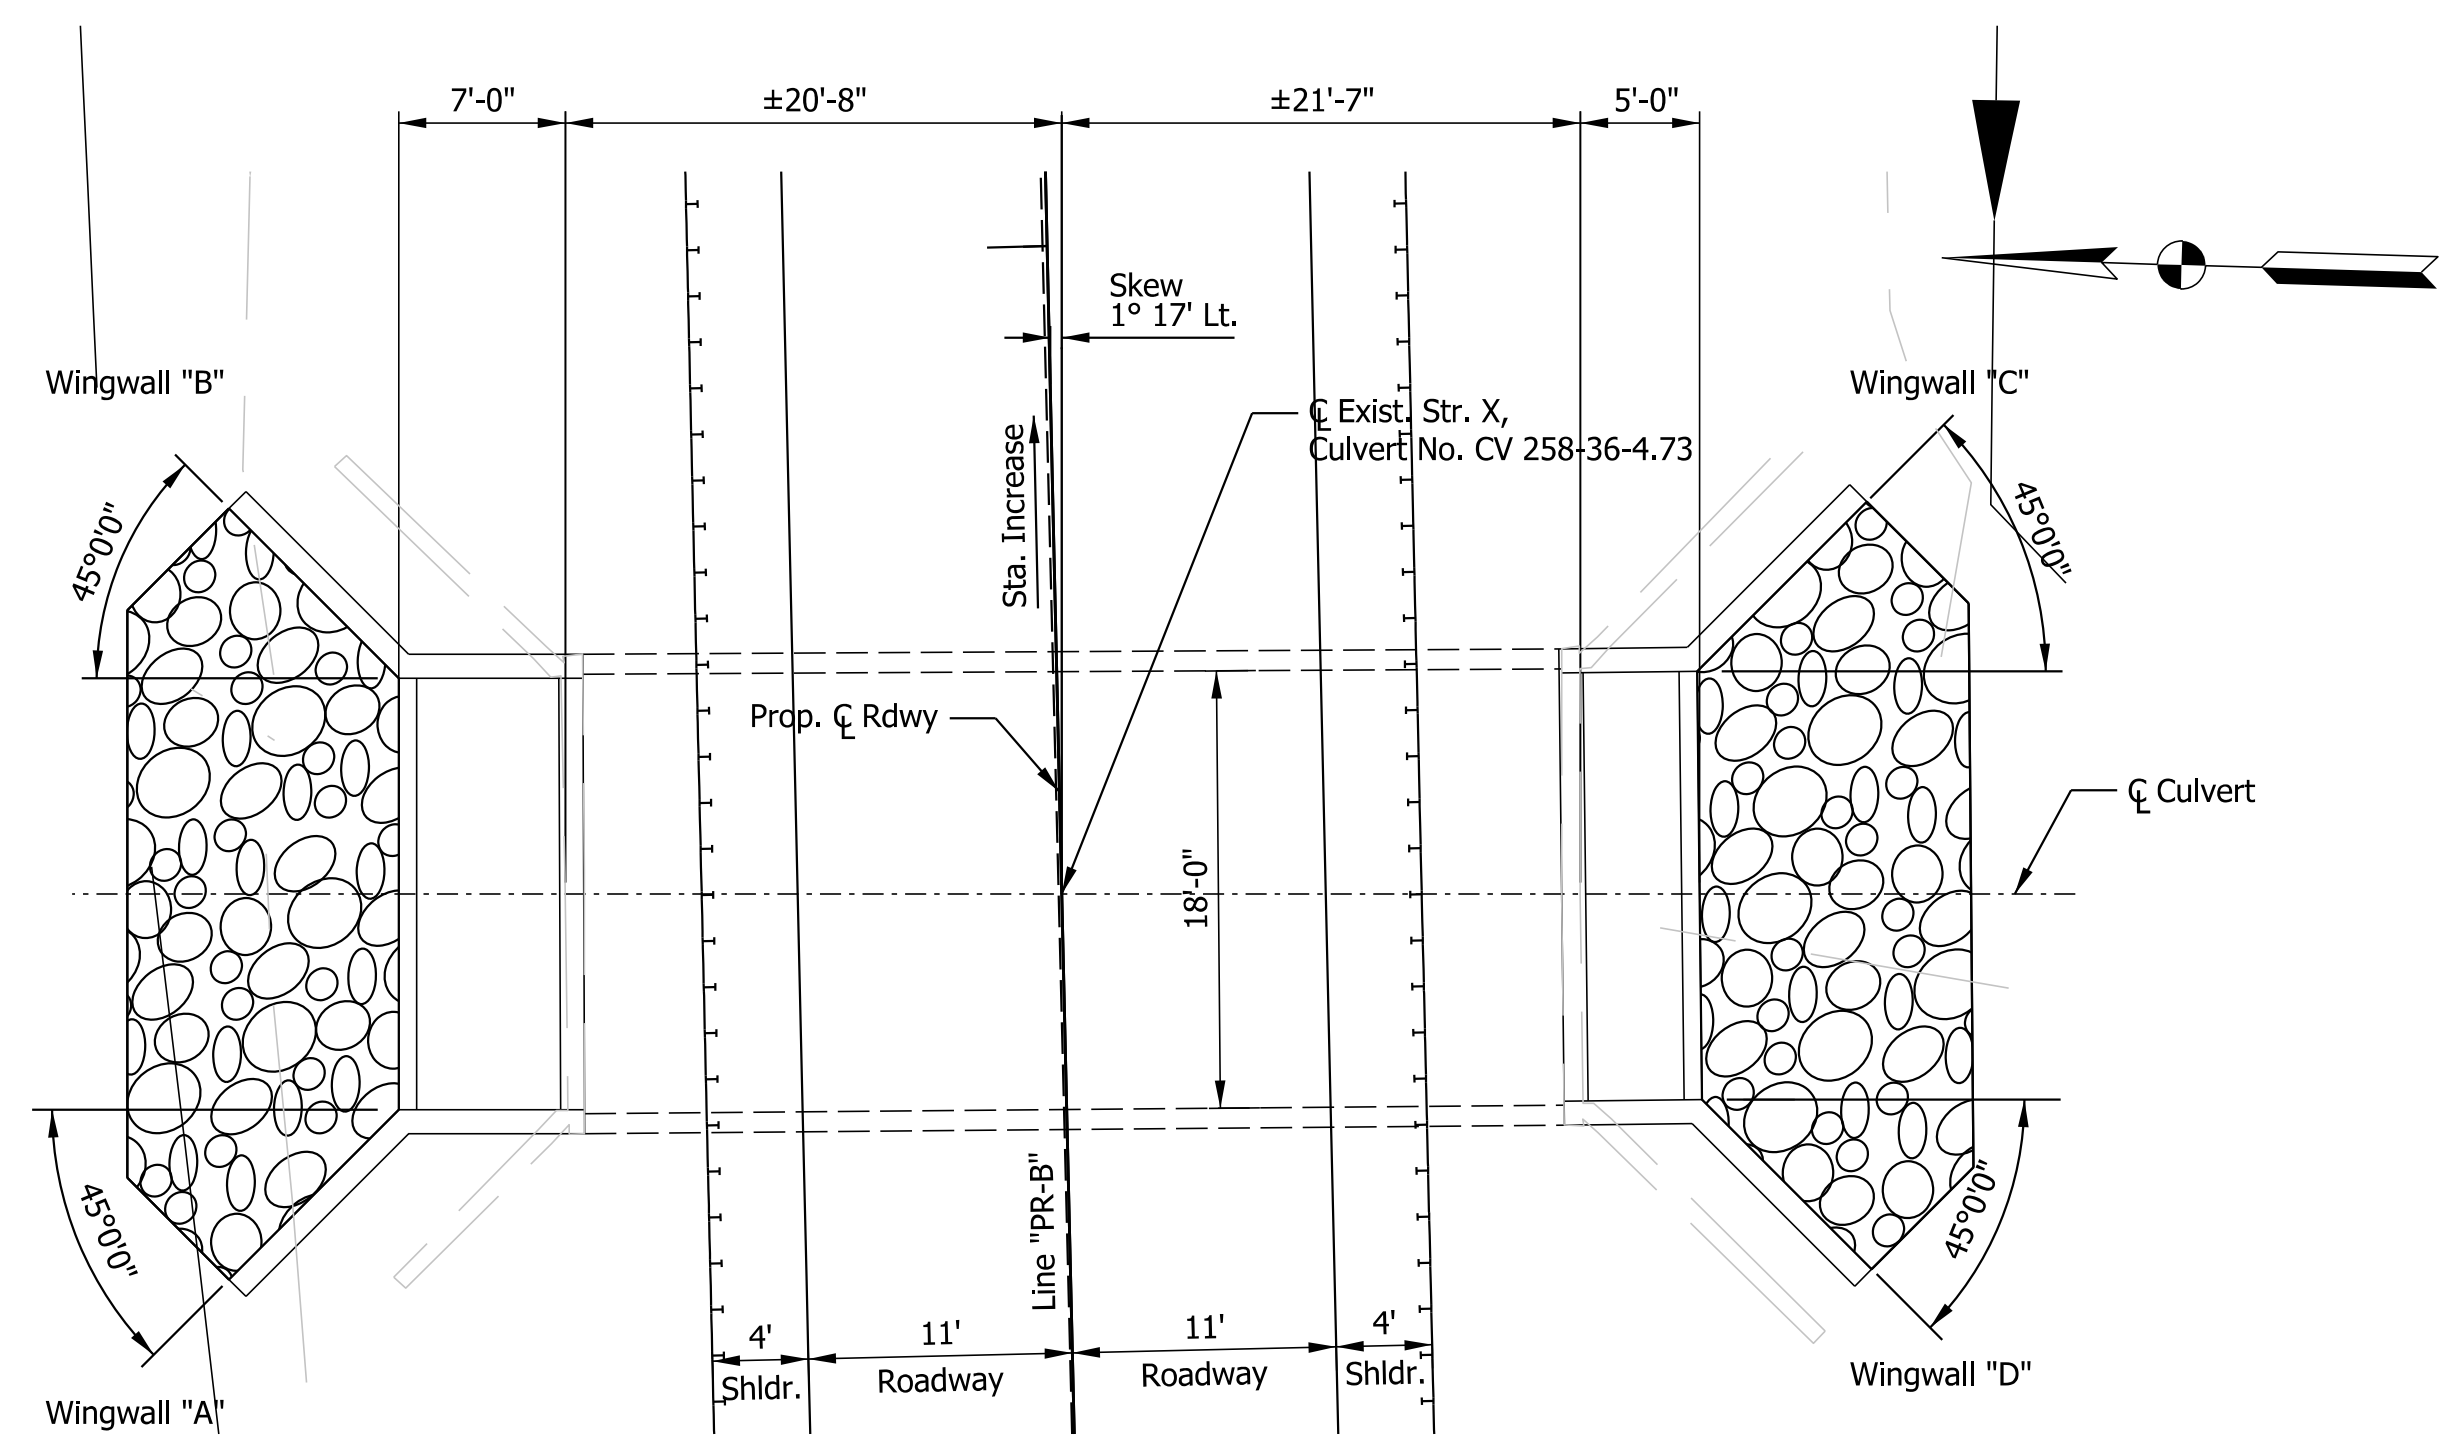 7'-0"
±20'-8"
±21'-7"
5'-0"
Skew
1° 17' Lt.
Wingwall "B"
Wingwall "C"
℄ Exist. Str. X,
Culvert No. CV 258-36-4.73
Sta. Increase
45°0'0"
45°0'0"
Prop. ℄ Rdwy
℄ Culvert
18'-0"
Line "PR-B"
45°0'0"
45°0'0"
4'
11'
11'
4'
Shldr.
Roadway
Roadway
Shldr.
Wingwall "A"
Wingwall "D"